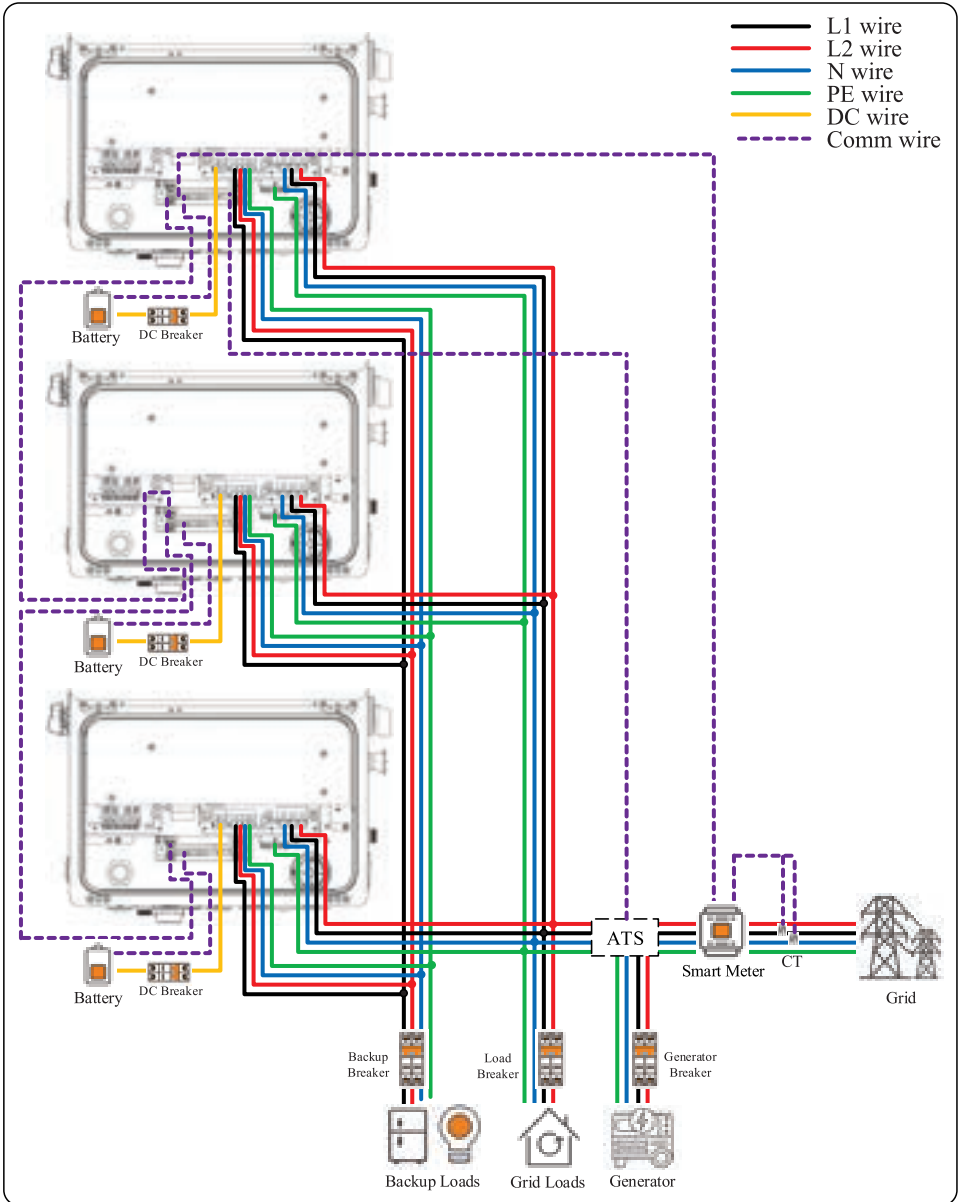 L1 wire
L2 wire
N wire
PE wire
DC wire
Comm wire
Battery
DC Breaker
Battery
DC Breaker
Battery
DC Breaker
ATS
Smart Meter
CT
Grid
Backup
Breaker
Load
Breaker
Generator
Breaker
Backup Loads
Grid Loads
Generator